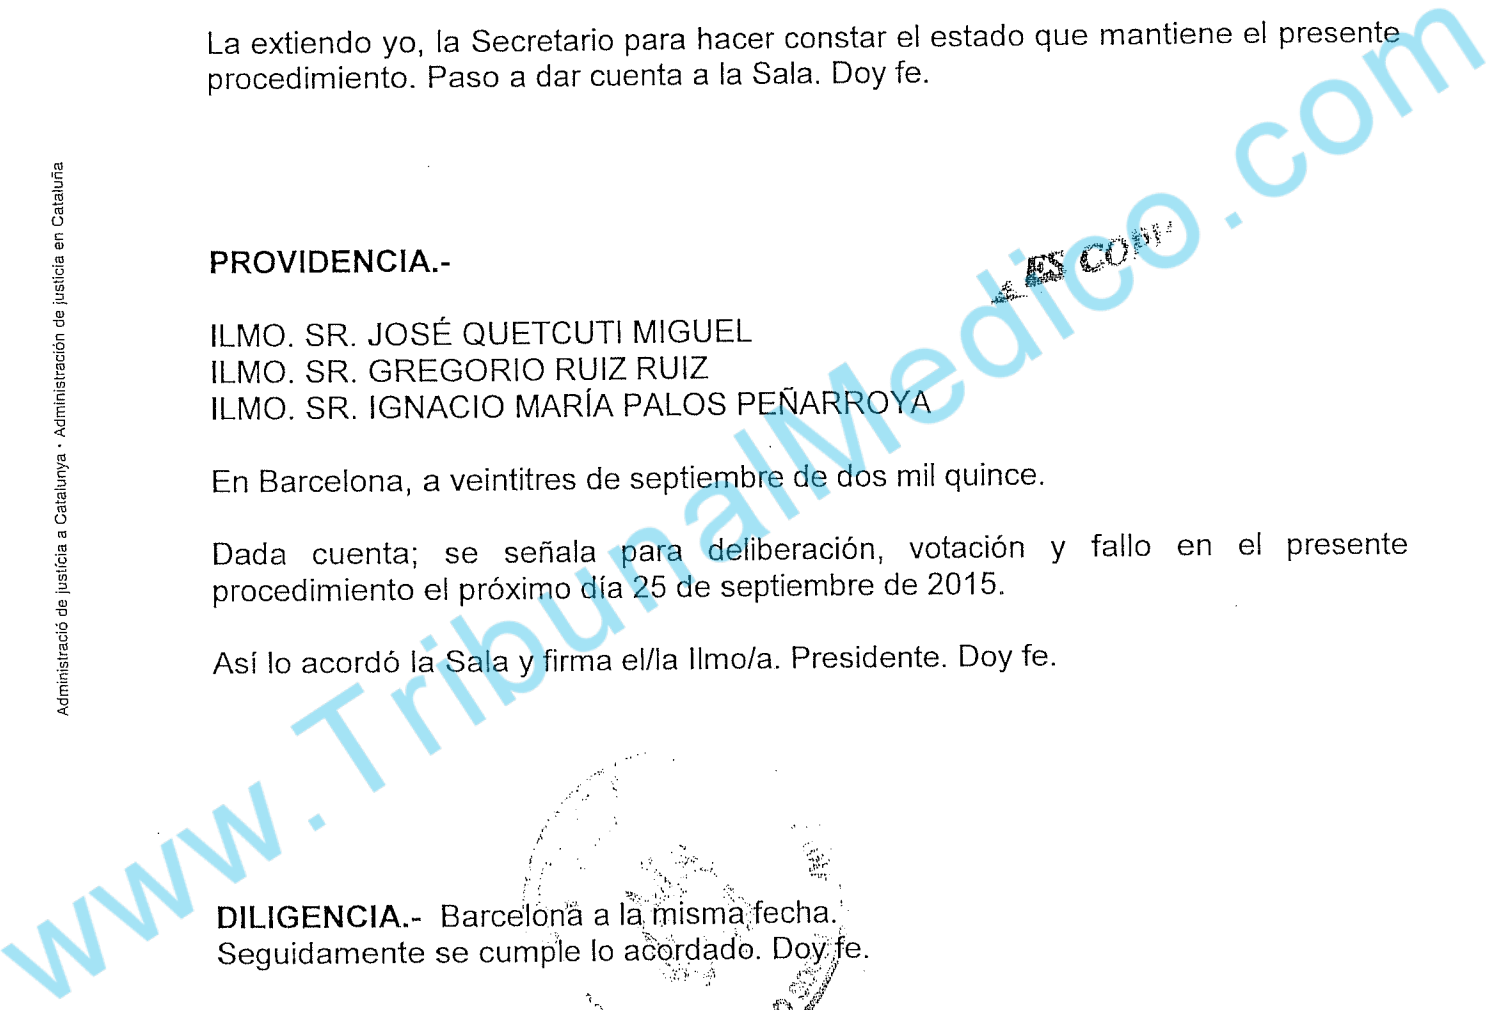 La extiendo yo, la Secretario para hacer constar el estado que mantiene el presente
procedimiento. Paso a dar cuenta a la Sala. Doy fe.
Administració de justícia a Catalunya · Administración de justicia en Cataluña
PROVIDENCIA.-
ES COPIA
ILMO. SR. JOSÉ QUETCUTI MIGUEL
ILMO. SR. GREGORIO RUIZ RUIZ
ILMO. SR. IGNACIO MARÍA PALOS PEÑARROYA
En Barcelona, a veintitres de septiembre de dos mil quince.
Dada cuenta; se señala para deliberación, votación y fallo en el presente
procedimiento el próximo día 25 de septiembre de 2015.
Así lo acordó la Sala y firma el/la Ilmo/a. Presidente. Doy fe.
DILIGENCIA.- Barcelona a la misma fecha.
Seguidamente se cumple lo acordado. Doy fe.
www.TribunalMedico.com